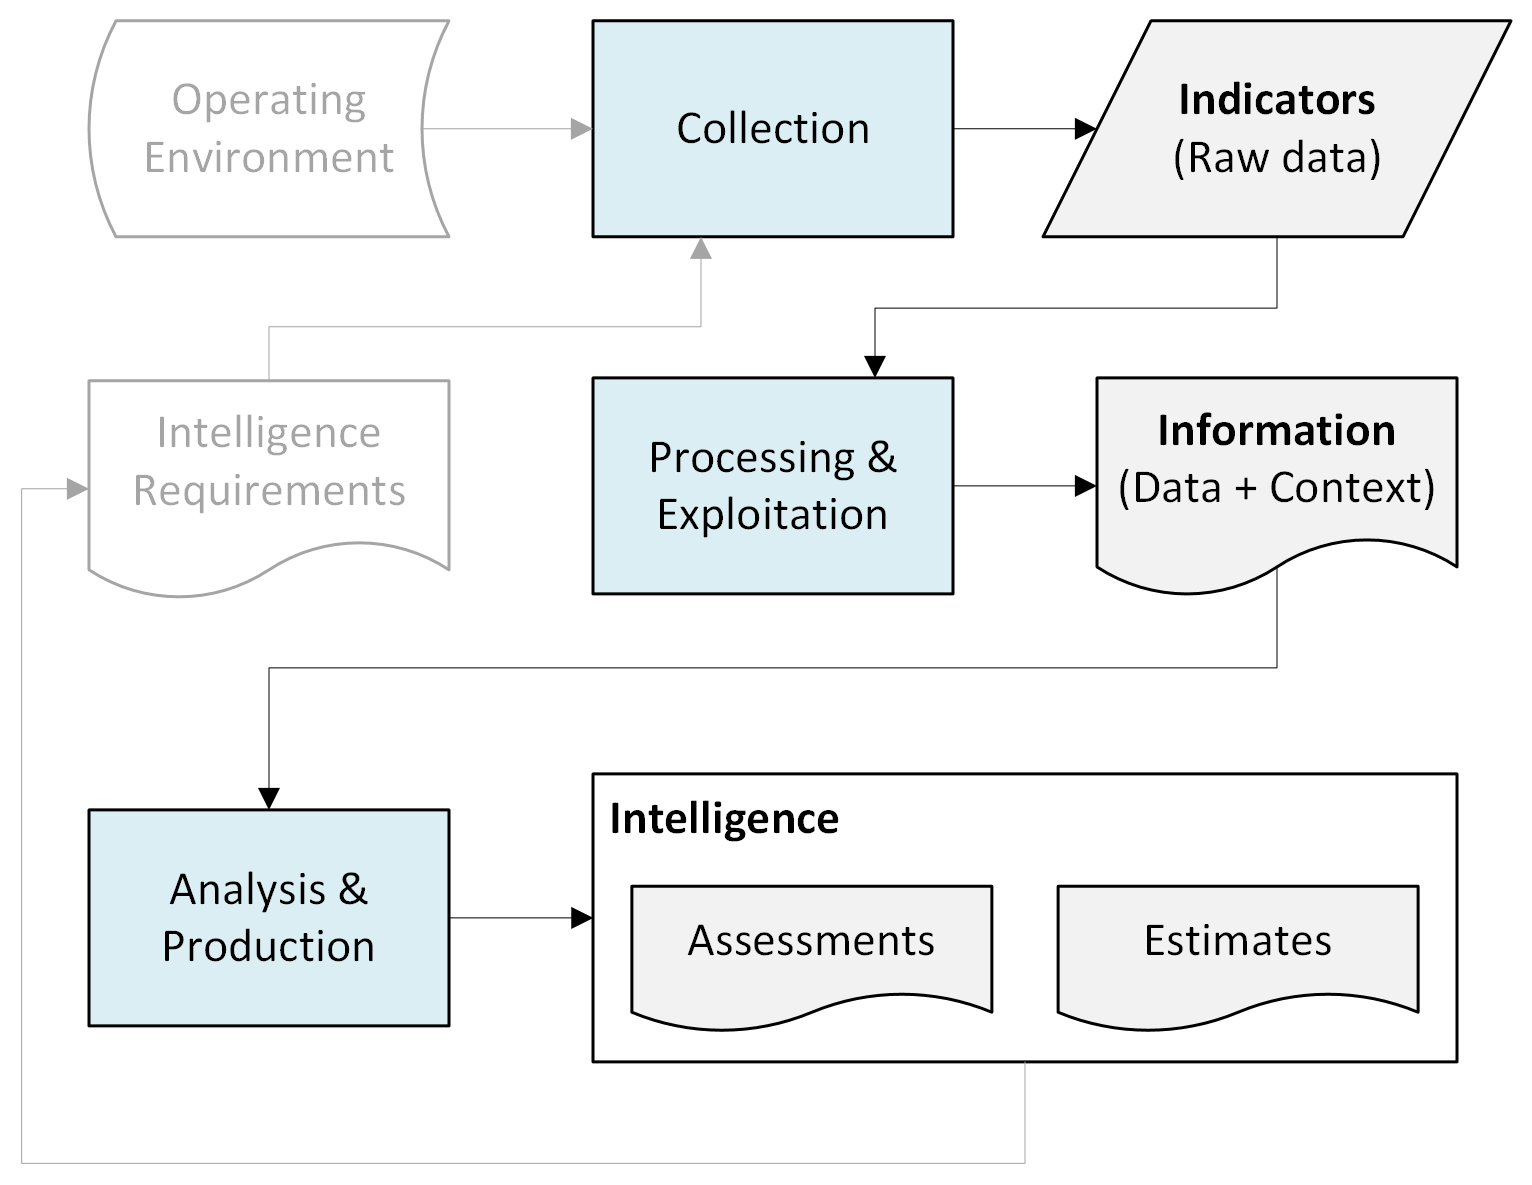 Operating
Environment
Collection
Indicators
(Raw data)
Intelligence
Requirements
Processing &
Exploitation
Information
(Data + Context)
Analysis &
Production
Intelligence
Assessments
Estimates